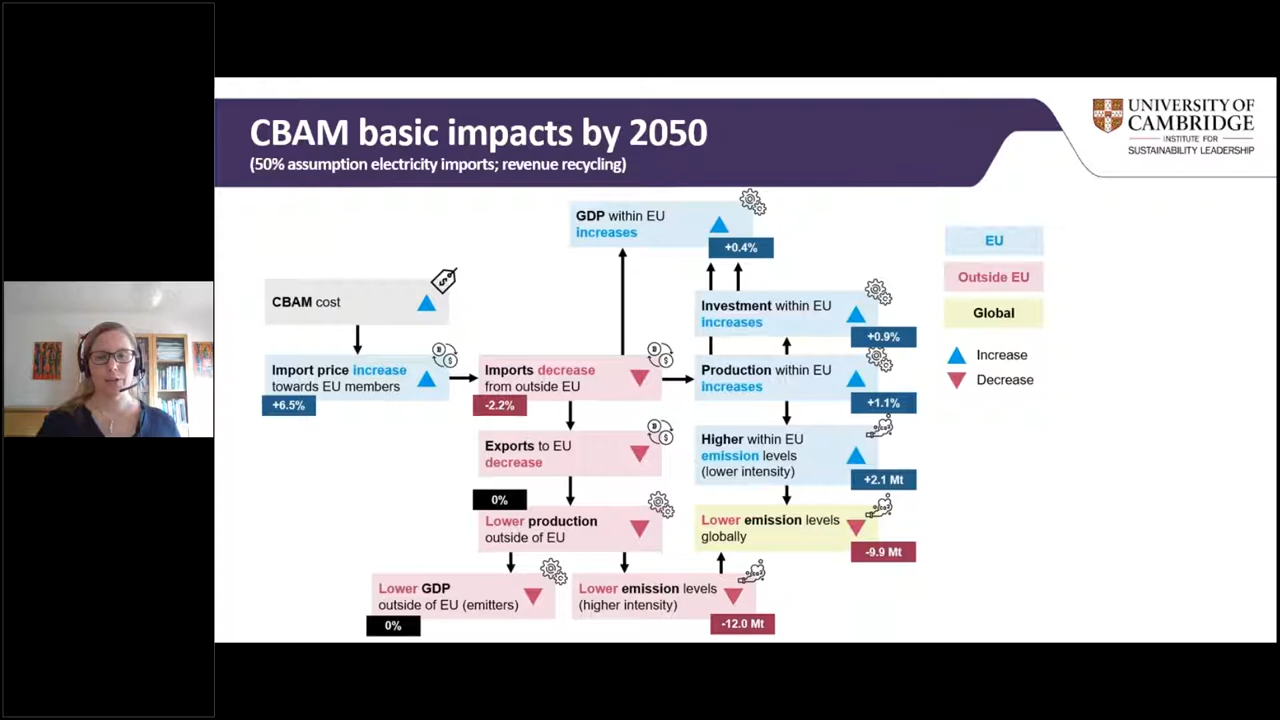 CBAM basic impacts by 2050
(50% assumption electricity imports; revenue recycling)
UNIVERSITY OF
CAMBRIDGE
INSTITUTE FOR
SUSTAINABILITY LEADERSHIP
GDP within EU
increases
+0.4%
CBAM cost
Import price increase
towards EU members
+6.5%
Imports decrease
from outside EU
-2.2%
Exports to EU
decrease
0%
Lower production
outside of EU
Lower GDP
outside of EU (emitters)
0%
Lower emission levels
(higher intensity)
-12.0 Mt
Investment within EU
increases
+0.9%
Production within EU
increases
+1.1%
Higher within EU
emission levels
(lower intensity)
+2.1 Mt
Lower emission levels
globally
-9.9 Mt
EU
Outside EU
Global
Increase
Decrease